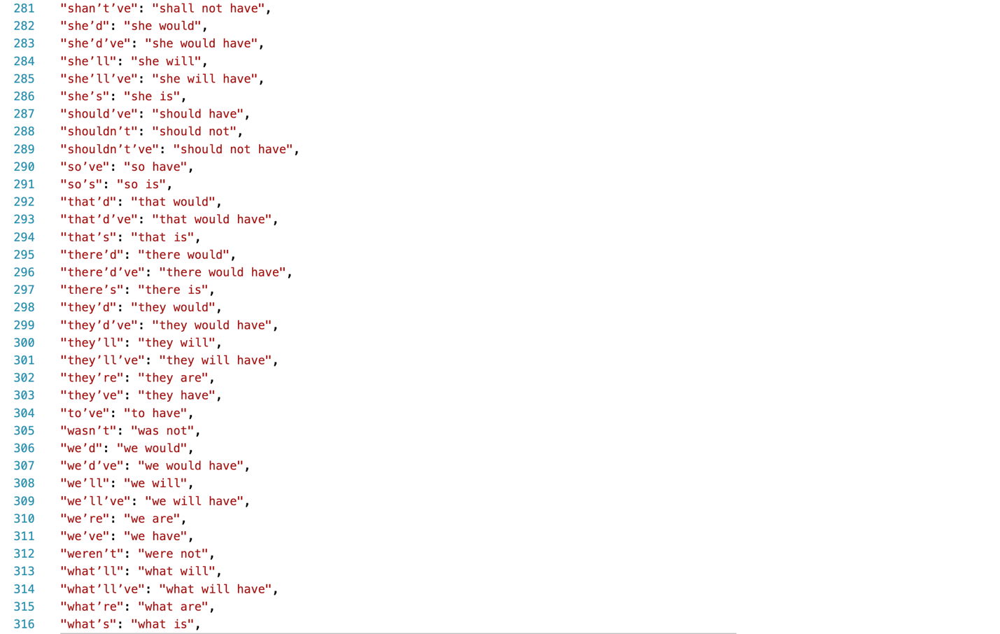 281 "shan’t’ve": "shall not have",
282 "she’d": "she would",
283 "she’d’ve": "she would have",
284 "she’ll": "she will",
285 "she’ll’ve": "she will have",
286 "she’s": "she is",
287 "should’ve": "should have",
288 "shouldn’t": "should not",
289 "shouldn’t’ve": "should not have",
290 "so’ve": "so have",
291 "so’s": "so is",
292 "that’d": "that would",
293 "that’d’ve": "that would have",
294 "that’s": "that is",
295 "there’d": "there would",
296 "there’d’ve": "there would have",
297 "there’s": "there is",
298 "they’d": "they would",
299 "they’d’ve": "they would have",
300 "they’ll": "they will",
301 "they’ll’ve": "they will have",
302 "they’re": "they are",
303 "they’ve": "they have",
304 "to’ve": "to have",
305 "wasn’t": "was not",
306 "we’d": "we would",
307 "we’d’ve": "we would have",
308 "we’ll": "we will",
309 "we’ll’ve": "we will have",
310 "we’re": "we are",
311 "we’ve": "we have",
312 "weren’t": "were not",
313 "what’ll": "what will",
314 "what’ll’ve": "what will have",
315 "what’re": "what are",
316 "what’s": "what is",